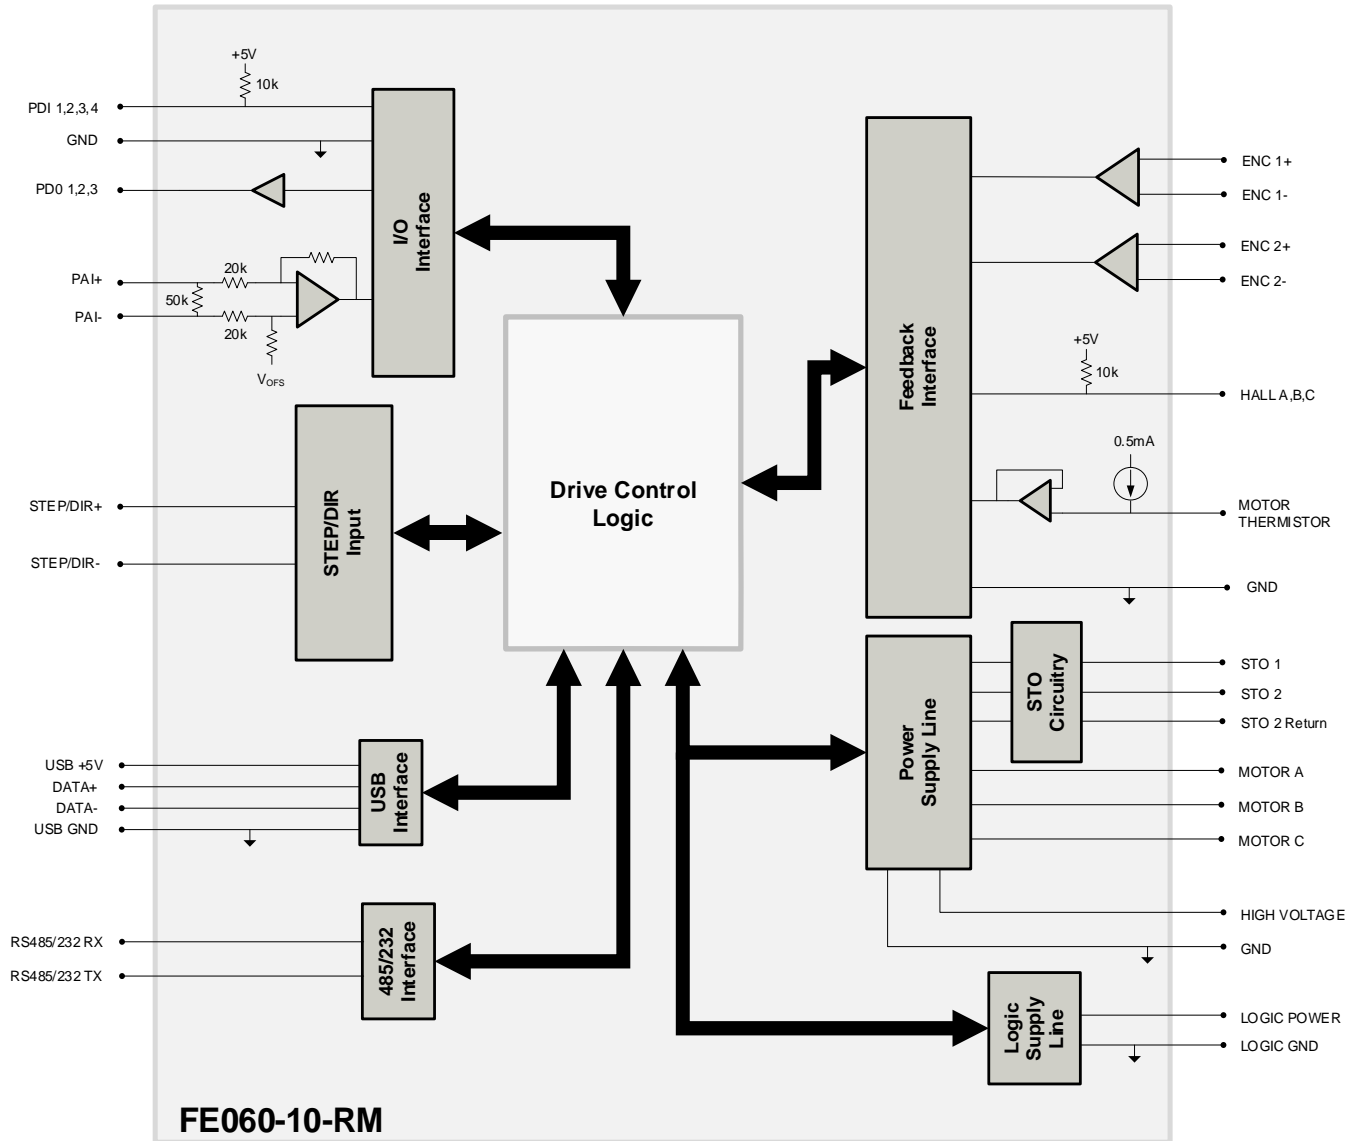 +5V
10k
PDI 1,2,3,4
GND
PD0 1,2,3
PAI+
20k
50k
PAI-
20k
VOFS
I/O
Interface
STEP/DIR+
STEP/DIR-
STEP/DIR
Input
USB +5V
DATA+
DATA-
USB GND
USB
Interface
RS485/232 RX
RS485/232 TX
485/232
Interface
Drive Control
Logic
Feedback
Interface
ENC 1+
ENC 1-
ENC 2+
ENC 2-
+5V
10k
HALL A,B,C
0.5mA
MOTOR
THERMISTOR
GND
Power
Supply Line
STO
Circuitry
STO 1
STO 2
STO 2 Return
MOTOR A
MOTOR B
MOTOR C
HIGH VOLTAGE
GND
Logic
Supply
Line
LOGIC POWER
LOGIC GND
FE060-10-RM